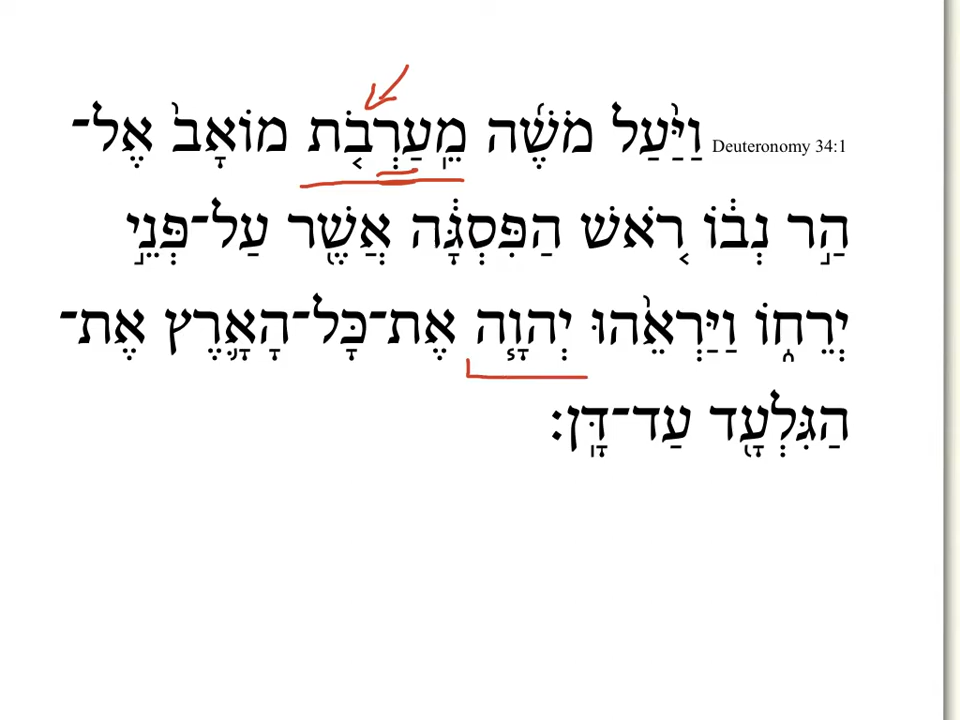 Deuteronomy 34:1 וַיַּ֨עַל מֹשֶׁ֜ה מֵֽעַרְבֹ֤ת מוֹאָב֙ אֶל־
הַ֣ר נְב֔וֹ רֹ֚אשׁ הַפִּסְגָּ֔ה אֲשֶׁ֖ר עַל־פְּנֵ֣י
יְרֵח֑וֹ וַיַּרְאֵ֨הוּ יְהוָ֧ה אֶת־כָּל־הָאָ֛רֶץ אֶת־
הַגִּלְעָ֖ד עַד־דָּֽן׃